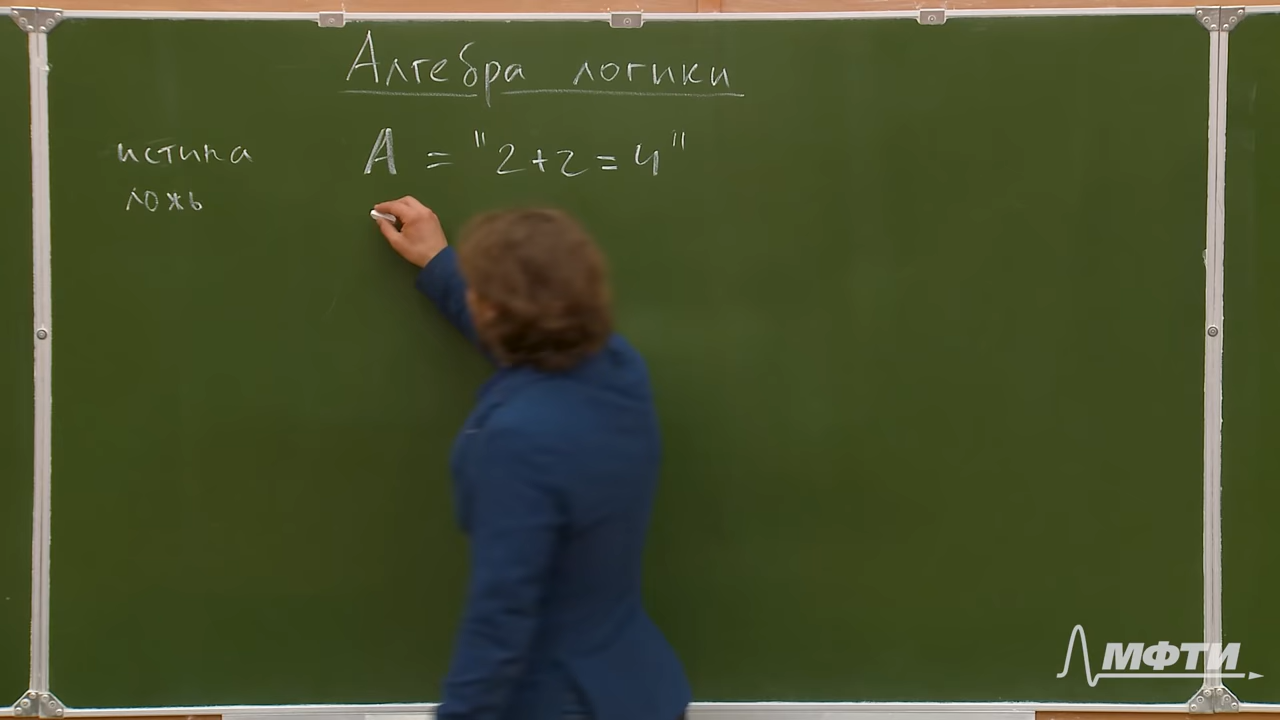 Алгебра логики
истина
ложь
A = "2+2=4"
МФТИ